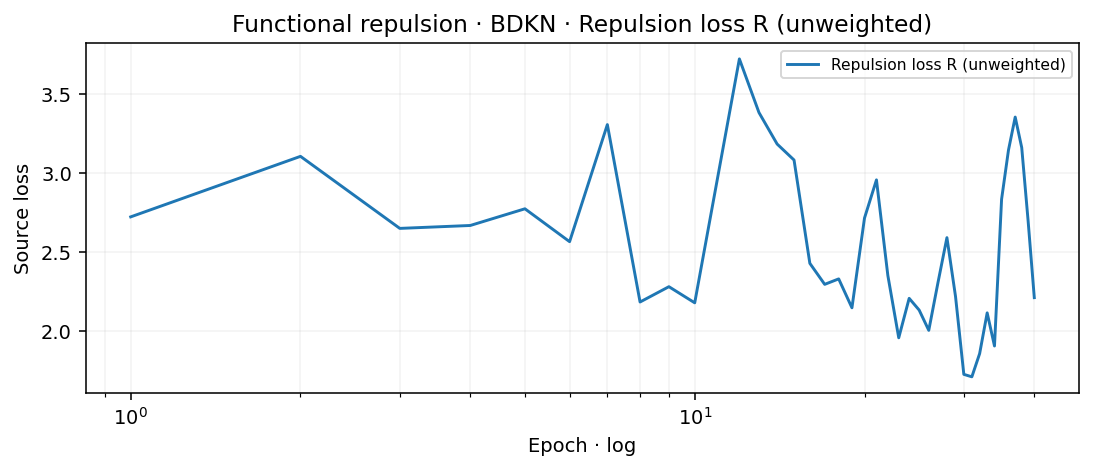 Functional repulsion · BDKN · Repulsion loss R (unweighted)
Repulsion loss R (unweighted)
3.5
3.0
2.5
2.0
Source loss
10⁰
10¹
Epoch · log